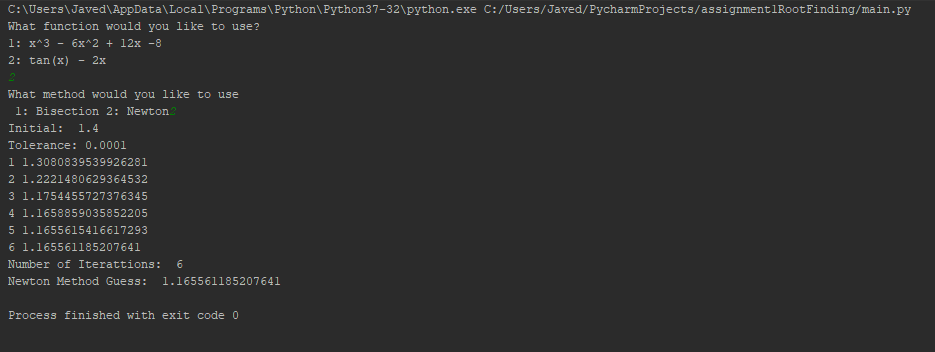 C:\Users\Javed\AppData\Local\Programs\Python\Python37-32\python.exe C:/Users/Javed/PycharmProjects/assignment1RootFinding/main.py
What function would you like to use?
1: x^3 - 6x^2 + 12x -8
2: tan(x) - 2x
2
What method would you like to use
 1: Bisection 2: Newton2
Initial:  1.4
Tolerance: 0.0001
1 1.3080839539926281
2 1.2221480629364532
3 1.1754455727376345
4 1.1658859035852205
5 1.1655615416617293
6 1.165561185207641
Number of Iterattions:  6
Newton Method Guess:  1.165561185207641
Process finished with exit code 0